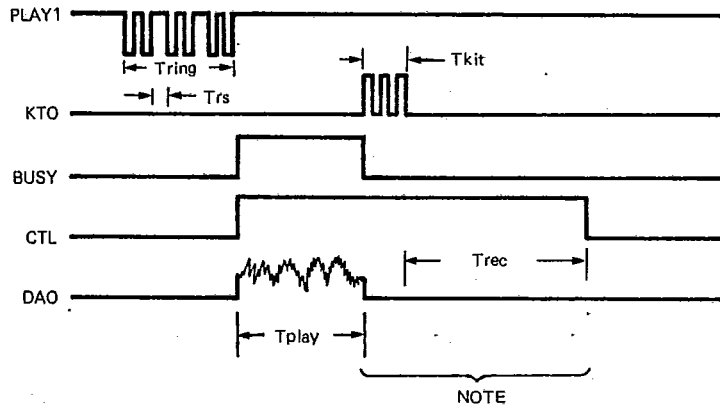 PLAY1
Tring
Tkit
Trs
KTO
BUSY
CTL
Trec
DAO
Tplay
NOTE